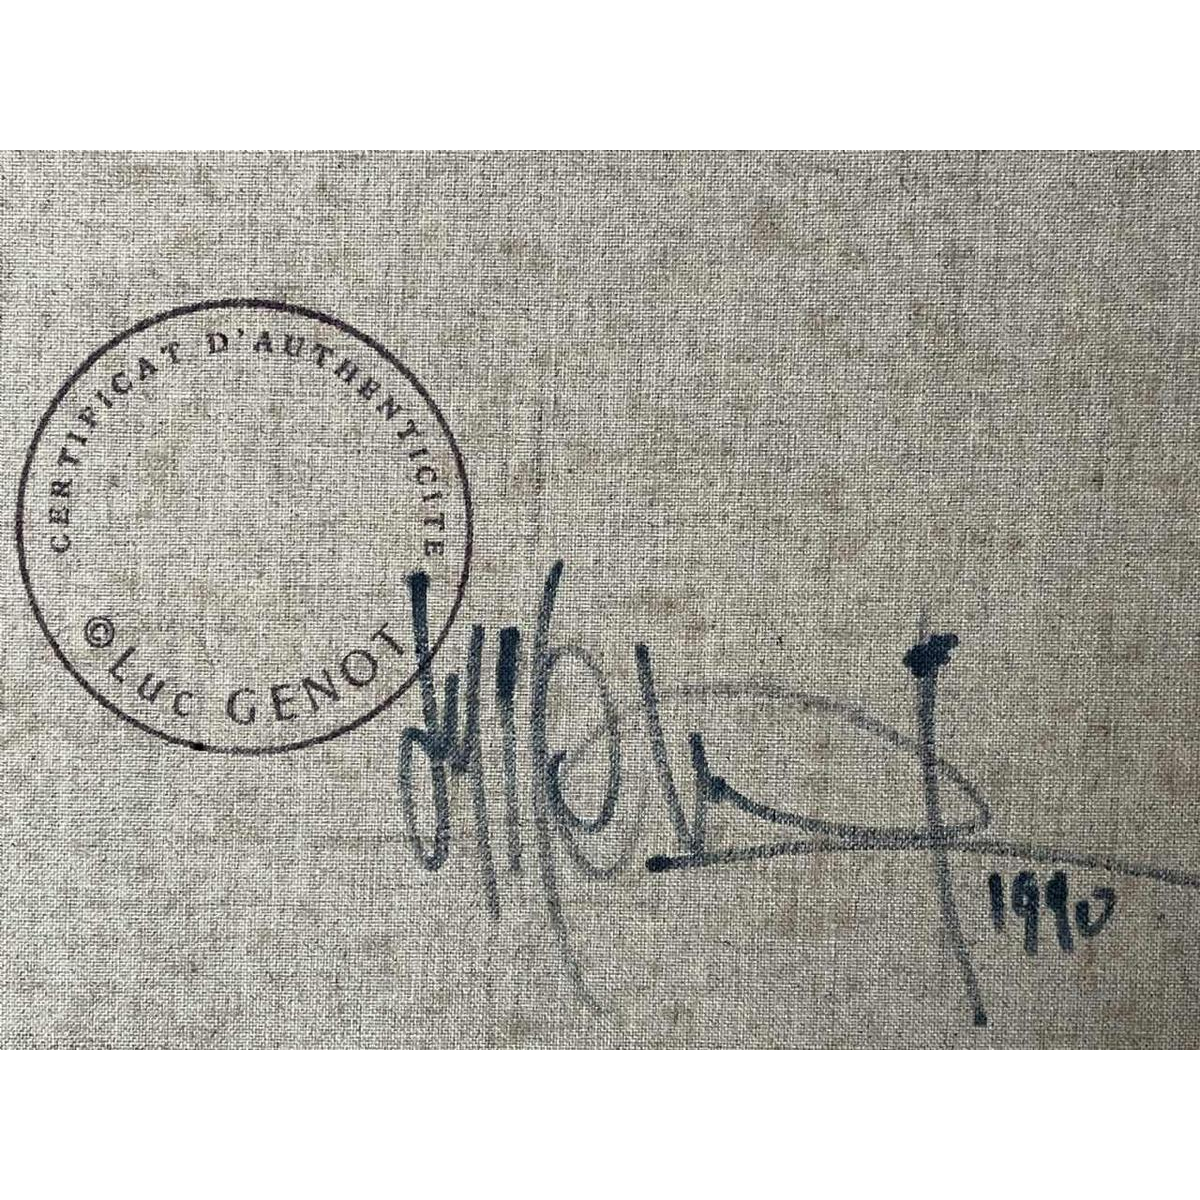 CERTIFICAT D'AUTHENTICITE
© Luc GENOT
1990